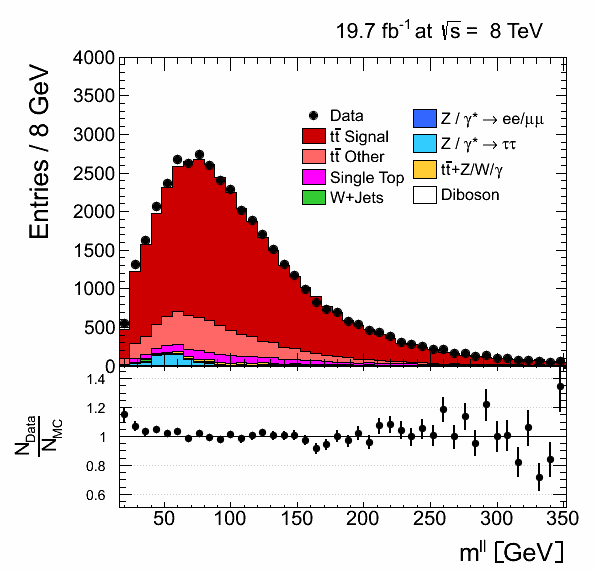 19.7 fb⁻¹ at √s = 8 TeV
Entries / 8 GeV
4000
3500
3000
2500
2000
1500
1000
500
0
Data
tt̄ Signal
tt̄ Other
Single Top
W+Jets
Z / γ* → ee/μμ
Z / γ* → ττ
tt̄+Z/W/γ
Diboson
N_Data
N_MC
1.4
1.2
1
0.8
0.6
50 100 150 200 250 300 350
m^ll [GeV]